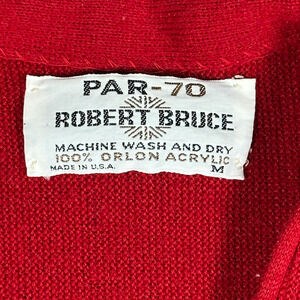 PAR-70
ROBERT BRUCE
MACHINE WASH AND DRY
100% ORLON ACRYLIC
MADE IN U.S.A. M